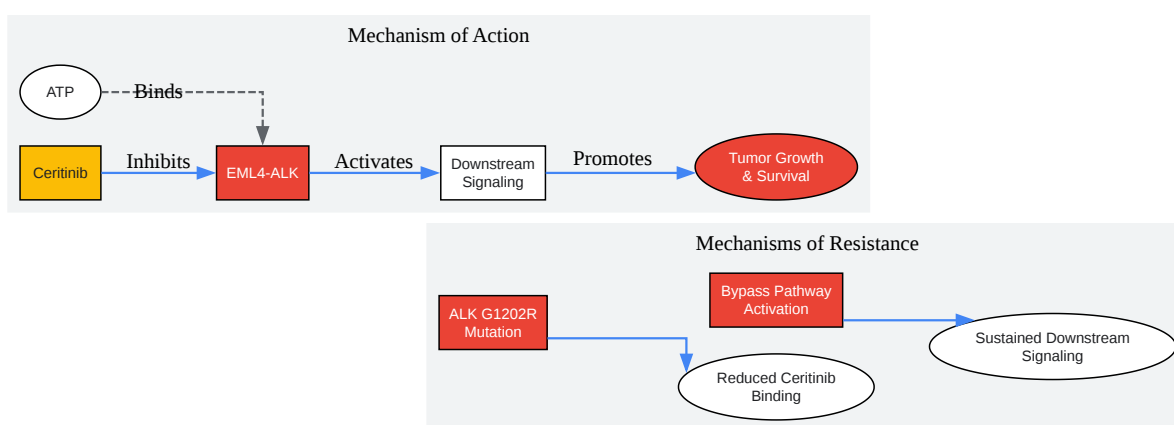 Mechanism of Action
ATP
Binds
Ceritinib
Inhibits
EML4-ALK
Activates
Downstream
Signaling
Promotes
Tumor Growth
& Survival
Mechanisms of Resistance
ALK G1202R
Mutation
Reduced Ceritinib
Binding
Bypass Pathway
Activation
Sustained Downstream
Signaling